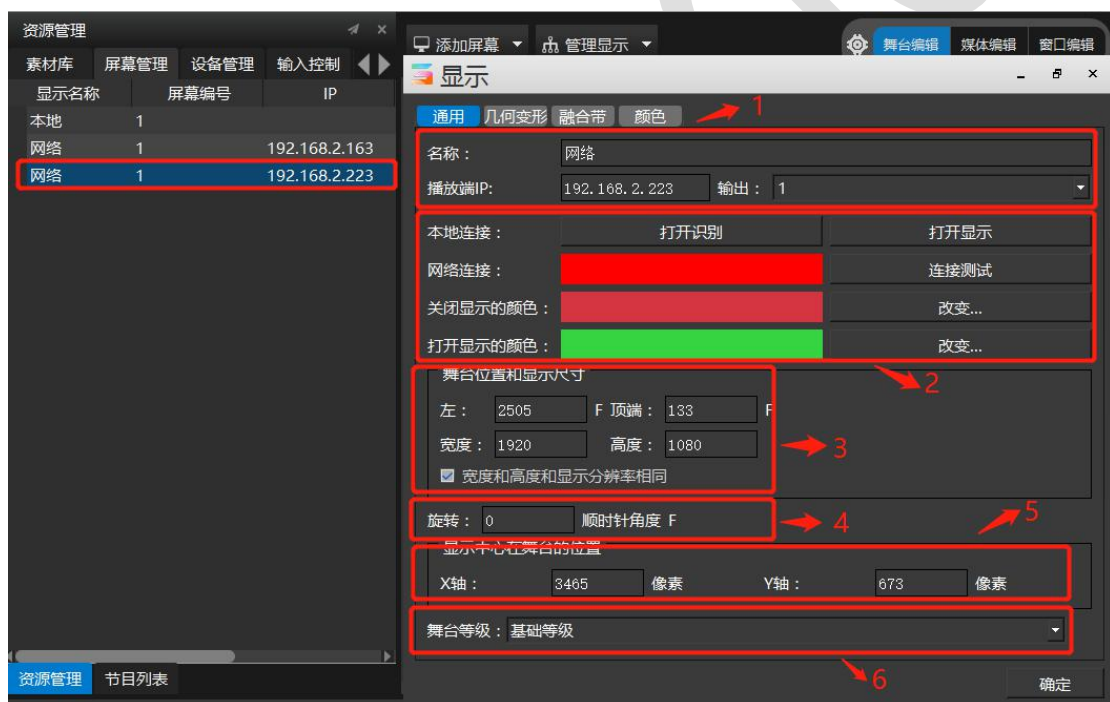 资源管理
添加屏幕 管理显示 舞台编辑 媒体编辑 窗口编辑
素材库 屏幕管理 设备管理 输入控制
显示
显示名称 屏幕编号 IP
本地 1
网络 1 192.168.2.163
网络 1 192.168.2.223
通用 几何变形 融合带 颜色 1
名称： 网络
播放端IP: 192.168.2.223 输出： 1
本地连接： 打开识别 打开显示
网络连接： 连接测试
关闭显示的颜色： 改变...
打开显示的颜色： 改变...
2
舞台位置和显示尺寸
左： 2505 F 顶端： 133 F
宽度： 1920 高度： 1080
3
宽度和高度和显示分辨率相同
旋转： 0 顺时针角度 F 4
5
显示中心在舞台的位置
X轴： 3465 像素 Y轴： 673 像素
舞台等级：基础等级
6
资源管理 节目列表
确定